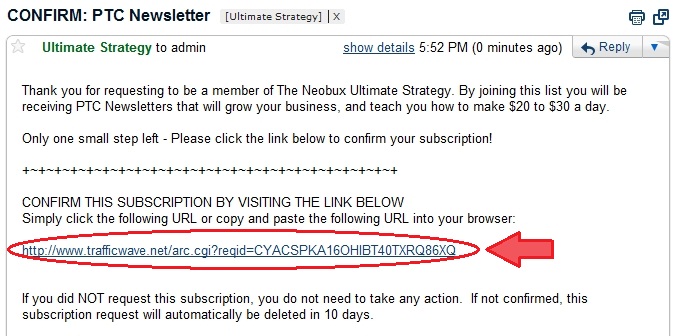 CONFIRM: PTC Newsletter [Ultimate Strategy] | X
Ultimate Strategy to admin show details 5:52 PM (0 minutes ago) Reply
Thank you for requesting to be a member of The Neobux Ultimate Strategy. By joining this list you will be
receiving PTC Newsletters that will grow your business, and teach you how to make $20 to $30 a day.
Only one small step left - Please click the link below to confirm your subscription!
+~+~+~+~+~+~+~+~+~+~+~+~+~+~+~+~+~+~+~+~+~+~+~+~+
CONFIRM THIS SUBSCRIPTION BY VISITING THE LINK BELOW
Simply click the following URL or copy and paste the following URL into your browser:
http://www.trafficwave.net/arc.cgi?reqid=CYACSPKA16OHIBT40TXRQ86XQ
If you did NOT request this subscription, you do not need to take any action.  If not confirmed, this
subscription request will automatically be deleted in 10 days.